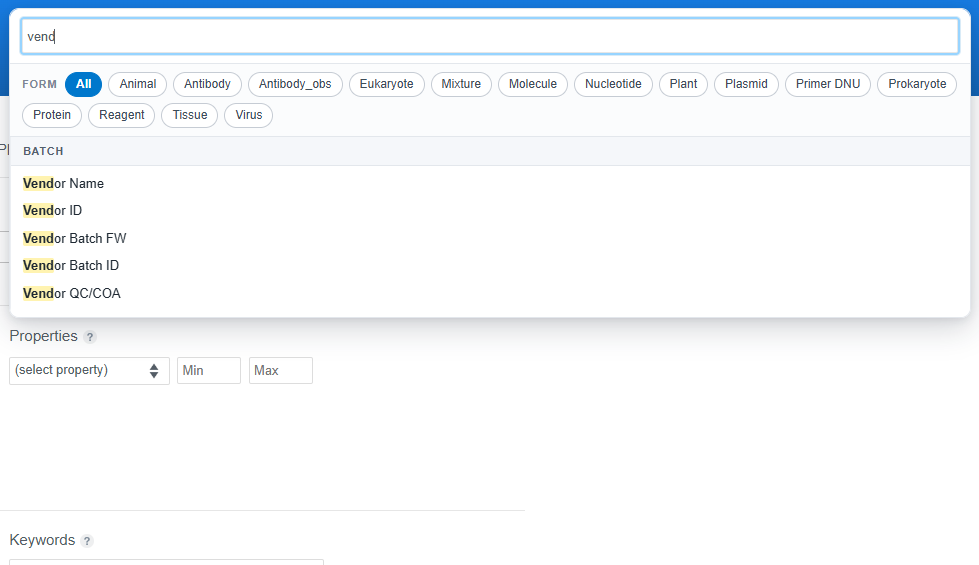 vend
FORM All Animal Antibody Antibody_obs Eukaryote Mixture Molecule Nucleotide Plant Plasmid Primer DNU Prokaryote
Protein Reagent Tissue Virus
BATCH
Vendor Name
Vendor ID
Vendor Batch FW
Vendor Batch ID
Vendor QC/COA
Properties ?
(select property) Min Max
Keywords ?